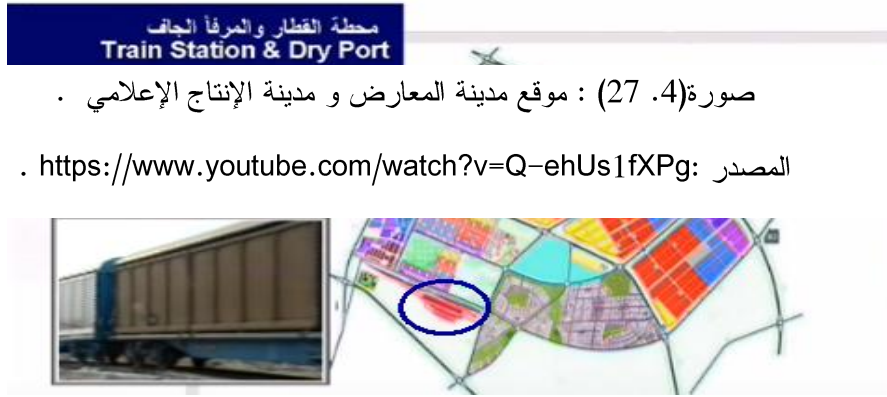 محطة القطار والمرفأ الجاف
Train Station & Dry Port
صورة(4. 27) : موقع مدينة المعارض و مدينة الإنتاج الإعلامي .
المصدر :https://www.youtube.com/watch?v=Q-ehUs1fXPg .